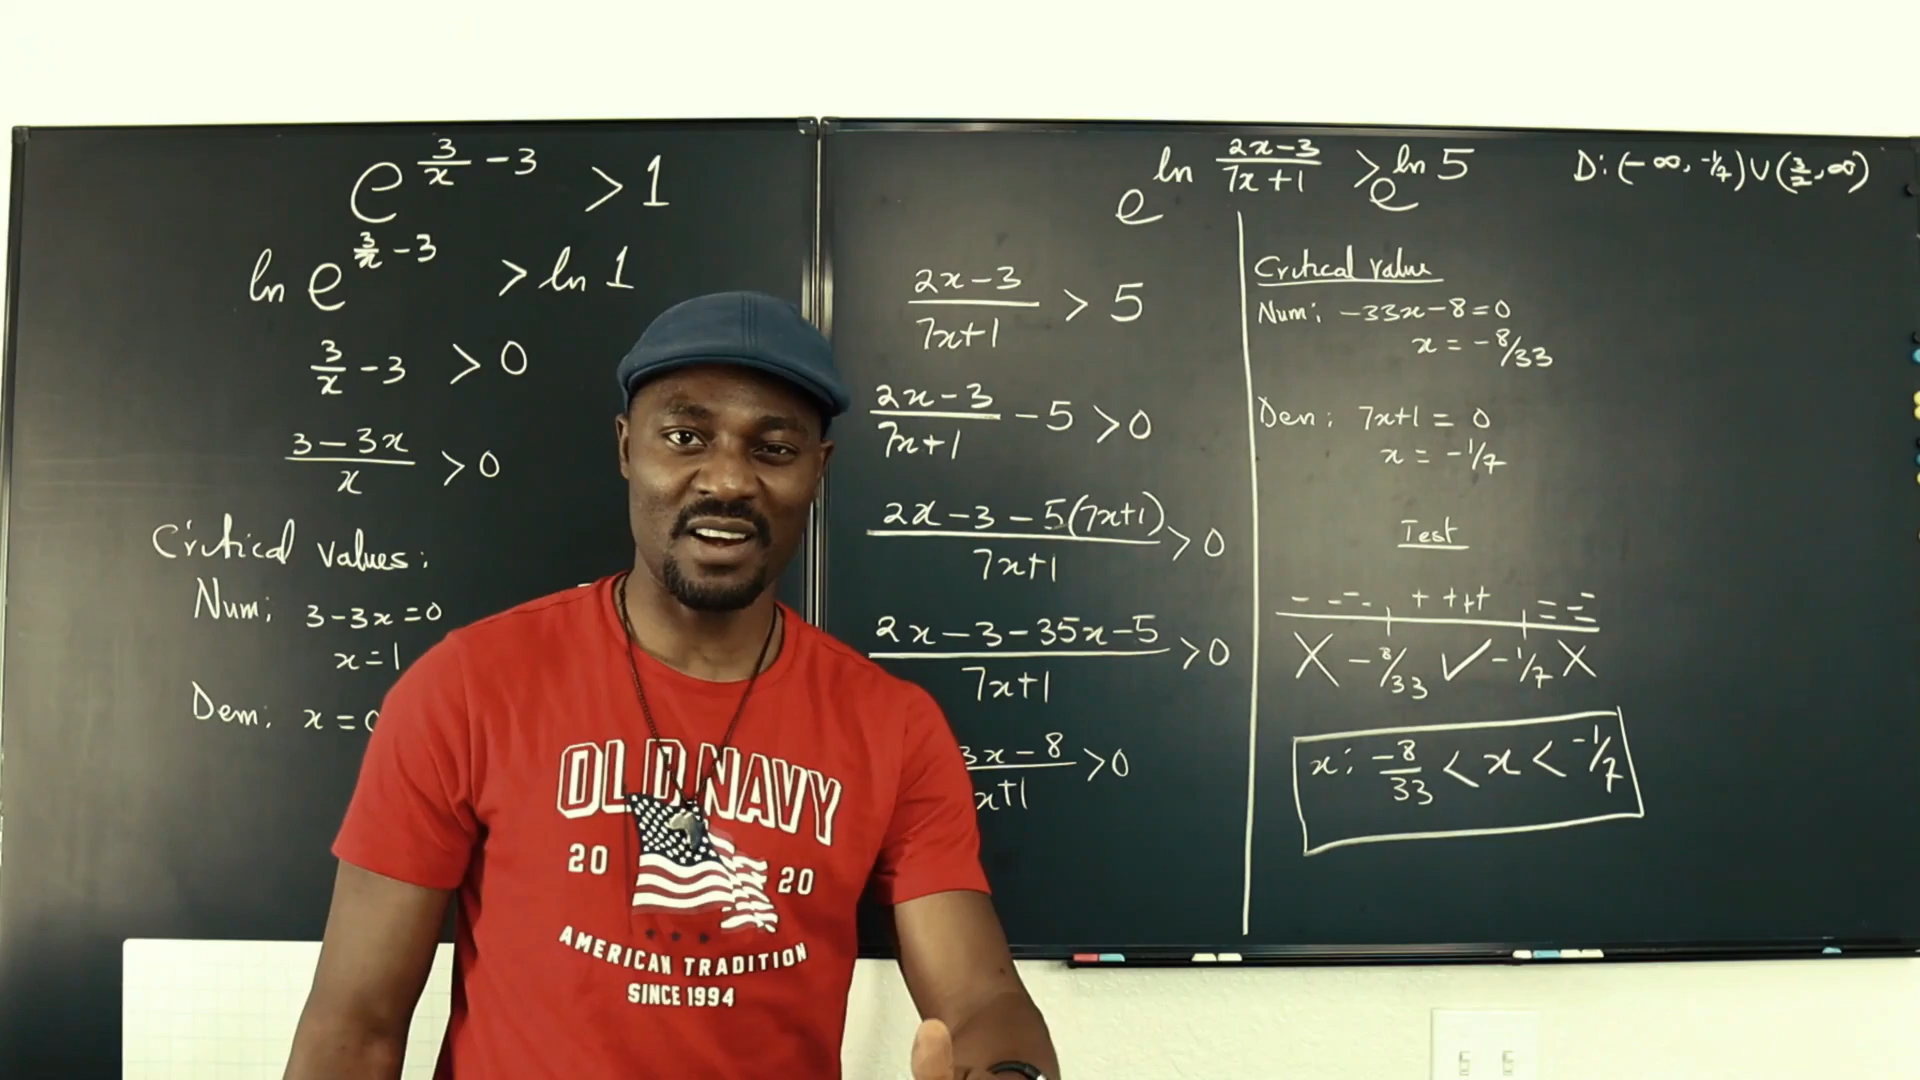 e^(3/x - 3) > 1
ln e^(3/x - 3) > ln 1
3/x - 3 > 0
(3 - 3x)/x > 0
Critical values:
Num: 3 - 3x = 0
x = 1
Dem: x = 0
e^(ln (2x-3)/(7x+1)) > e^(ln 5)
D: (-∞, -1/7) ∪ (3/2, ∞)
(2x-3)/(7x+1) > 5
(2x-3)/(7x+1) - 5 > 0
(2x - 3 - 5(7x+1))/(7x+1) > 0
(2x - 3 - 35x - 5)/(7x+1) > 0
3x - 8
x+1
> 0
Critical value
Num: -33x - 8 = 0
x = -8/33
Den: 7x+1 = 0
x = -1/7
Test
- - - - + + + + = = -
X -8/33 ✓ -1/7 X
x: -8/33 < x < -1/7
OLD NAVY
20 20
AMERICAN TRADITION
SINCE 1994